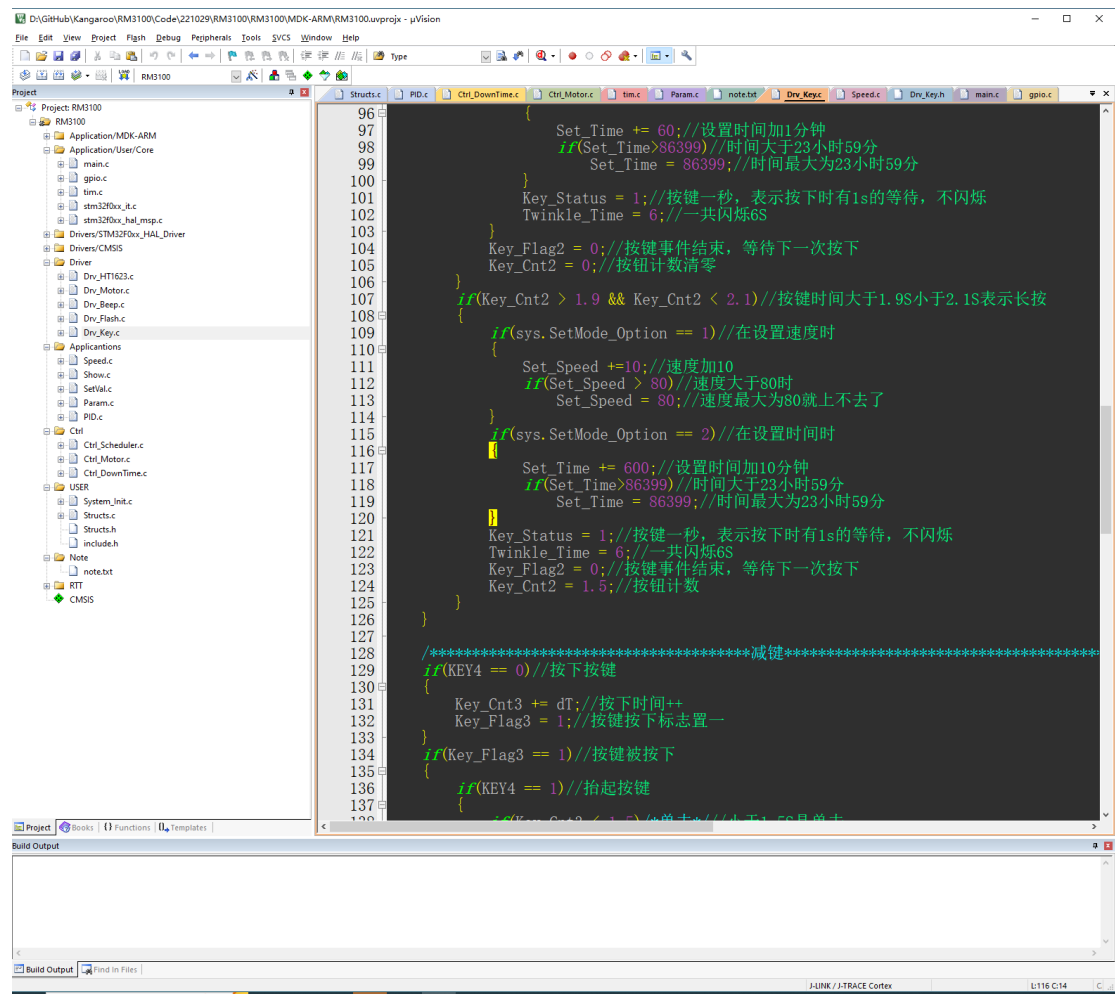 D:\GitHub\Kangaroo\RM3100\Code\221029\RM3100\RM3100\MDK-ARM\RM3100.uvprojx - µVision
File Edit View Project Flash Debug Peripherals Tools SVCS Window Help
Type
RM3100
Project
Structs.c PID.c Ctrl_DownTime.c Ctrl_Motor.c tim.c Param.c note.txt Drv_Key.c Speed.c Drv_Key.h main.c gpio.c
Project: RM3100
RM3100
Application/MDK-ARM
Application/User/Core
main.c
gpio.c
tim.c
stm32f0xx_it.c
stm32f0xx_hal_msp.c
Drivers/STM32F0xx_HAL_Driver
Drivers/CMSIS
Driver
Drv_HT1623.c
Drv_Motor.c
Drv_Beep.c
Drv_Flash.c
Drv_Key.c
Applicantions
Speed.c
Show.c
SetVal.c
Param.c
PID.c
Ctrl
Ctrl_Scheduler.c
Ctrl_Motor.c
Ctrl_DownTime.c
USER
System_Init.c
Structs.c
Structs.h
include.h
Note
note.txt
RTT
CMSIS
96 {
97 Set_Time += 60;//设置时间加1分钟
98 if(Set_Time>86399)//时间大于23小时59分
99 Set_Time = 86399;//时间最大为23小时59分
100 }
101 Key_Status = 1;//按键一秒，表示按下时有1s的等待，不闪烁
102 Twinkle_Time = 6;//一共闪烁6S
103 }
104 Key_Flag2 = 0;//按键事件结束，等待下一次按下
105 Key_Cnt2 = 0;//按钮计数清零
106 }
107 if(Key_Cnt2 > 1.9 && Key_Cnt2 < 2.1)//按键时间大于1.9S小于2.1S表示长按
108 {
109 if(sys.SetMode_Option == 1)//在设置速度时
110 {
111 Set_Speed +=10;//速度加10
112 if(Set_Speed > 80)//速度大于80时
113 Set_Speed = 80;//速度最大为80就上不去了
114 }
115 if(sys.SetMode_Option == 2)//在设置时间时
116 {
117 Set_Time += 600;//设置时间加10分钟
118 if(Set_Time>86399)//时间大于23小时59分
119 Set_Time = 86399;//时间最大为23小时59分
120 }
121 Key_Status = 1;//按键一秒，表示按下时有1s的等待，不闪烁
122 Twinkle_Time = 6;//一共闪烁6S
123 Key_Flag2 = 0;//按键事件结束，等待下一次按下
124 Key_Cnt2 = 1.5;//按钮计数
125 }
126 }
127
128 /**************************************减键**************************************
129 if(KEY4 == 0)//按下按键
130 {
131 Key_Cnt3 += dT;//按下时间++
132 Key_Flag3 = 1;//按键按下标志置一
133 }
134 if(Key_Flag3 == 1)//按键被按下
135 {
136 if(KEY4 == 1)//抬起按键
137 {
Project Books Functions Templates
Build Output
Build Output Find In Files
J-LINK / J-TRACE Cortex L:116 C:14 C